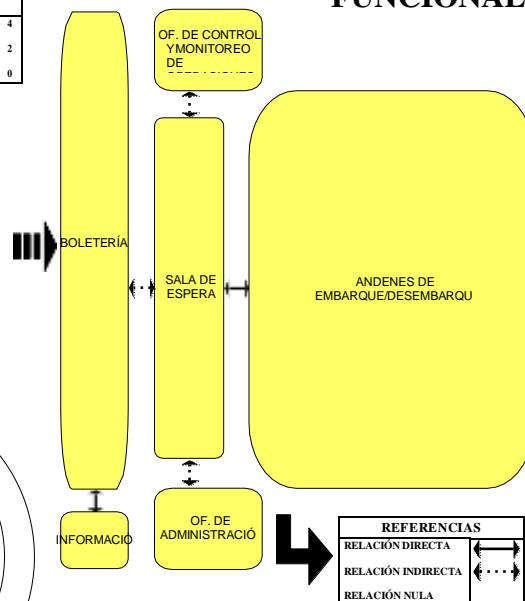 FUNCIONAL
4
2
0
OF. DE CONTROL
YMONITOREO
DE
BOLETERÍA
SALA DE
ESPERA
ANDENES DE
EMBARQUE/DESEMBARQU
INFORMACIO
OF. DE
ADMINISTRACIÓ
REFERENCIAS
RELACIÓN DIRECTA
RELACIÓN INDIRECTA
RELACIÓN NULA